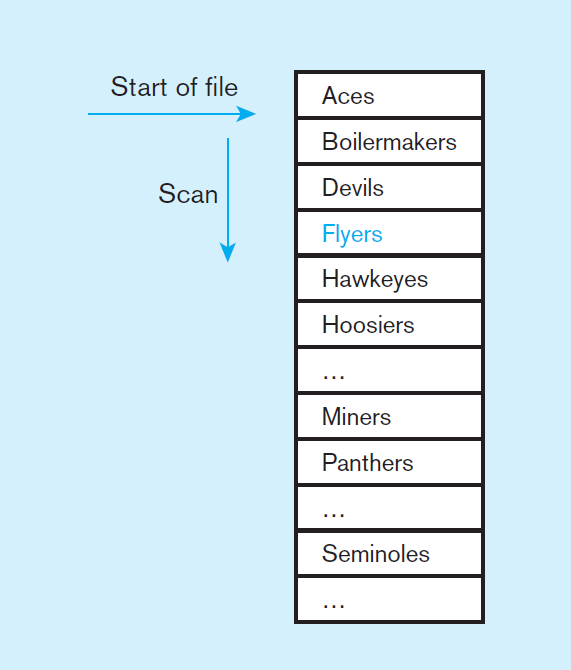 Start of file
Scan
Aces
Boilermakers
Devils
Flyers
Hawkeyes
Hoosiers
…
Miners
Panthers
…
Seminoles
…